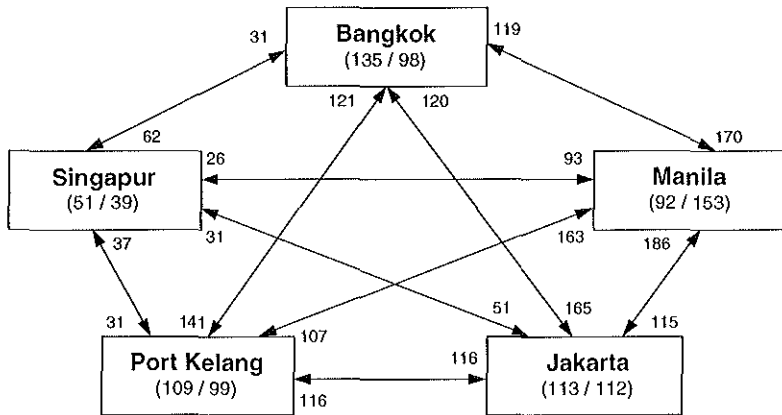 31
Bangkok
(135 / 98)
119
121
120
62
170
Singapur
(51 / 39)
26
93
Manila
(92 / 153)
37
31
163
186
31
141
107
51
165
115
Port Kelang
(109 / 99)
116
116
Jakarta
(113 / 112)